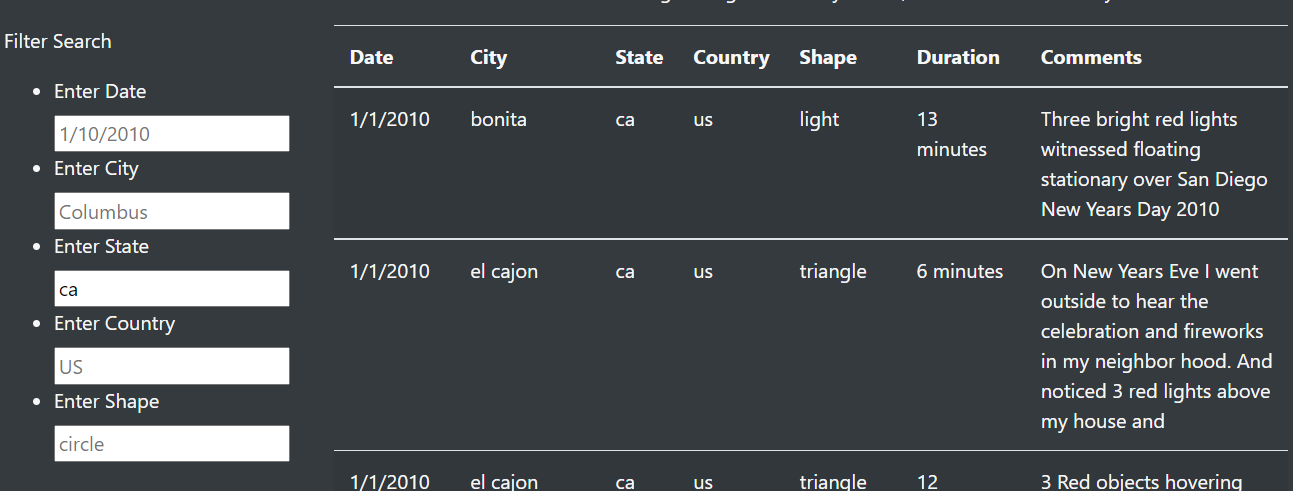 Filter Search
Enter Date
1/10/2010
Enter City
Columbus
Enter State
ca
Enter Country
US
Enter Shape
circle
Date City State Country Shape Duration Comments
1/1/2010 bonita ca us light 13 Three bright red lights
minutes witnessed floating
stationary over San Diego
New Years Day 2010
1/1/2010 el cajon ca us triangle 6 minutes On New Years Eve I went
outside to hear the
celebration and fireworks
in my neighbor hood. And
noticed 3 red lights above
my house and
1/1/2010 el cajon ca us triangle 12 3 Red objects hovering